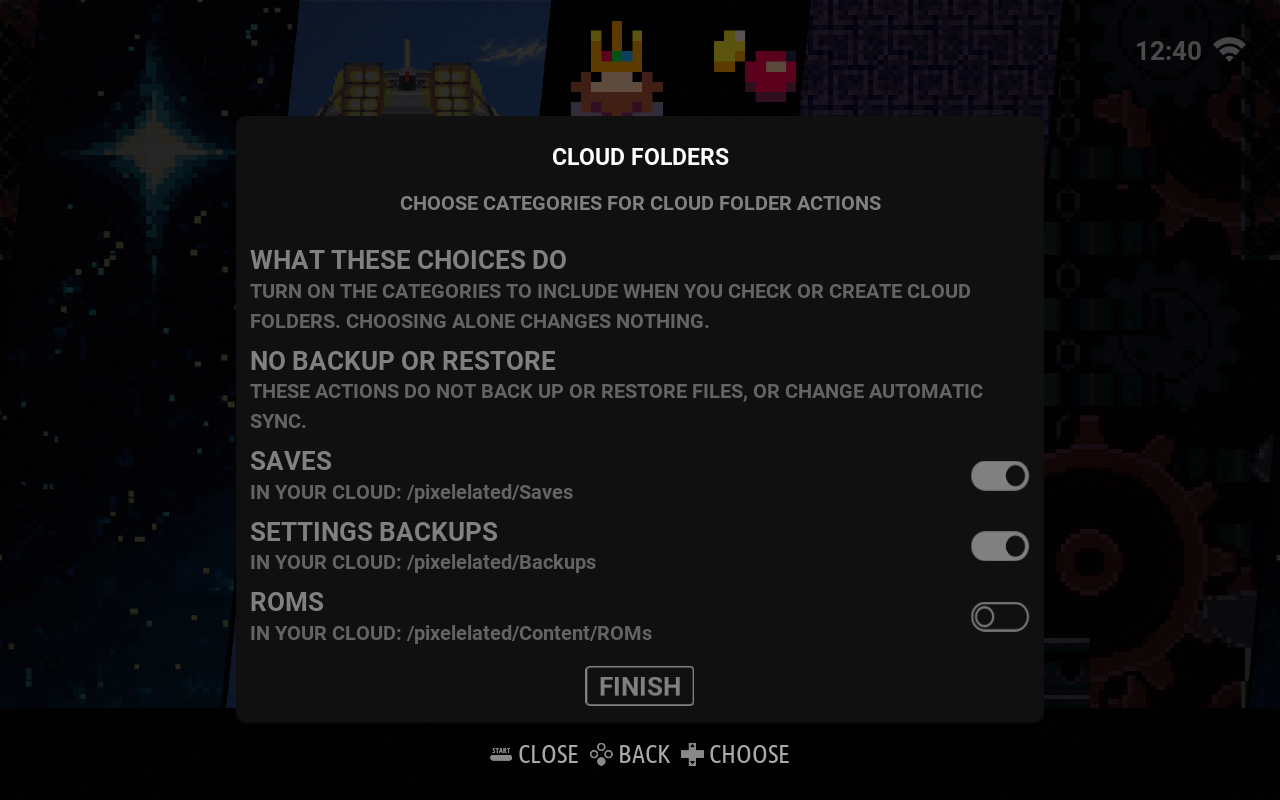 12:40
CLOUD FOLDERS
CHOOSE CATEGORIES FOR CLOUD FOLDER ACTIONS
WHAT THESE CHOICES DO
TURN ON THE CATEGORIES TO INCLUDE WHEN YOU CHECK OR CREATE CLOUD
FOLDERS. CHOOSING ALONE CHANGES NOTHING.
NO BACKUP OR RESTORE
THESE ACTIONS DO NOT BACK UP OR RESTORE FILES, OR CHANGE AUTOMATIC
SYNC.
SAVES
IN YOUR CLOUD: /pixelelated/Saves
SETTINGS BACKUPS
IN YOUR CLOUD: /pixelelated/Backups
ROMS
IN YOUR CLOUD: /pixelelated/Content/ROMs
FINISH
START CLOSE BACK CHOOSE